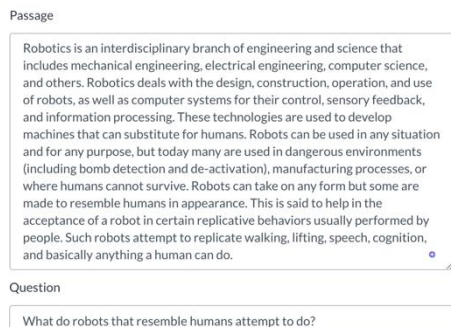 Passage
Robotics is an interdisciplinary branch of engineering and science that
includes mechanical engineering, electrical engineering, computer science,
and others. Robotics deals with the design, construction, operation, and use
of robots, as well as computer systems for their control, sensory feedback,
and information processing. These technologies are used to develop
machines that can substitute for humans. Robots can be used in any situation
and for any purpose, but today many are used in dangerous environments
(including bomb detection and de-activation), manufacturing processes, or
where humans cannot survive. Robots can take on any form but some are
made to resemble humans in appearance. This is said to help in the
acceptance of a robot in certain replicative behaviors usually performed by
people. Such robots attempt to replicate walking, lifting, speech, cognition,
and basically anything a human can do.
Question
What do robots that resemble humans attempt to do?